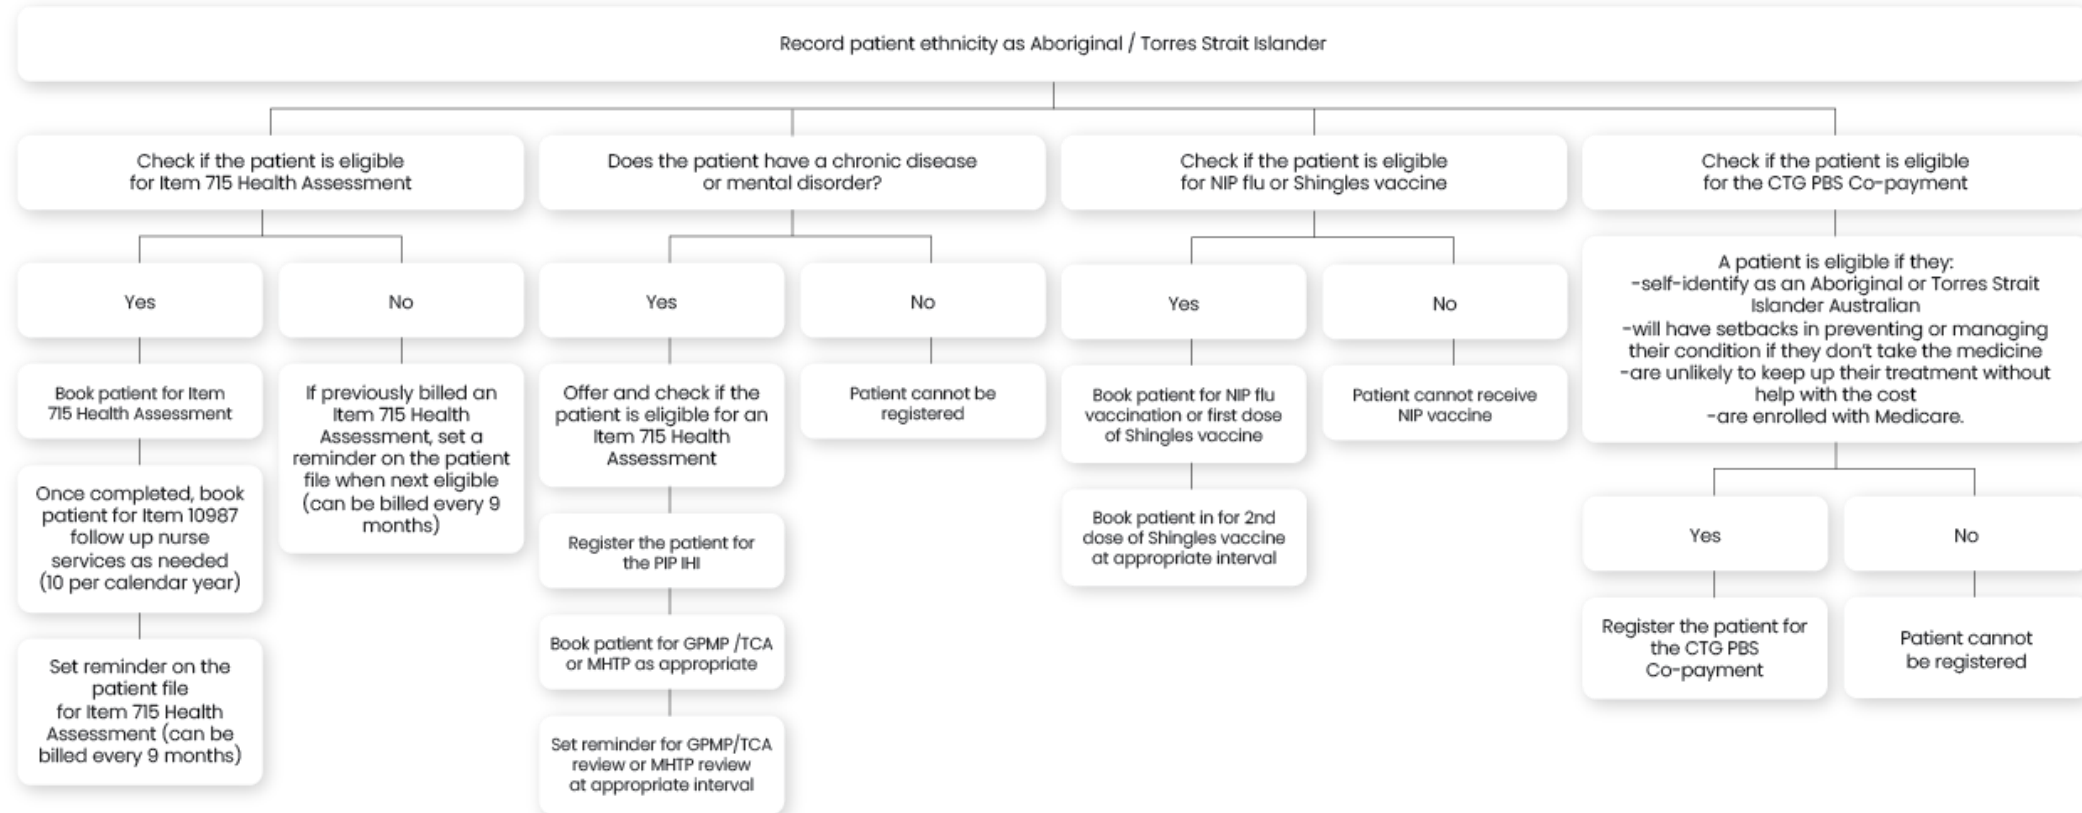 Record patient ethnicity as Aboriginal / Torres Strait Islander
Check if the patient is eligible
for Item 715 Health Assessment
Yes
Book patient for Item
715 Health Assessment
Once completed, book
patient for Item 10987
follow up nurse
services as needed
(10 per calendar year)
Set reminder on the
patient file
for Item 715 Health
Assessment (can be
billed every 9 months)
No
If previously billed an
Item 715 Health
Assessment, set a
reminder on the patient
file when next eligible
(can be billed every 9
months)
Does the patient have a chronic disease
or mental disorder?
Yes
Offer and check if the
patient is eligible for an
Item 715 Health
Assessment
Register the patient for
the PIP IHI
Book patient for GPMP /TCA
or MHTP as appropriate
Set reminder for GPMP/TCA
review or MHTP review
at appropriate interval
No
Patient cannot be
registered
Check if the patient is eligible
for NIP flu or Shingles vaccine
Yes
Book patient for NIP flu
vaccination or first dose
of Shingles vaccine
Book patient in for 2nd
dose of Shingles vaccine
at appropriate interval
No
Patient cannot receive
NIP vaccine
Check if the patient is eligible
for the CTG PBS Co-payment
A patient is eligible if they:
-self-identify as an Aboriginal or Torres Strait
Islander Australian
-will have setbacks in preventing or managing
their condition if they don't take the medicine
-are unlikely to keep up their treatment without
help with the cost
-are enrolled with Medicare.
Yes
Register the patient for
the CTG PBS
Co-payment
No
Patient cannot
be registered